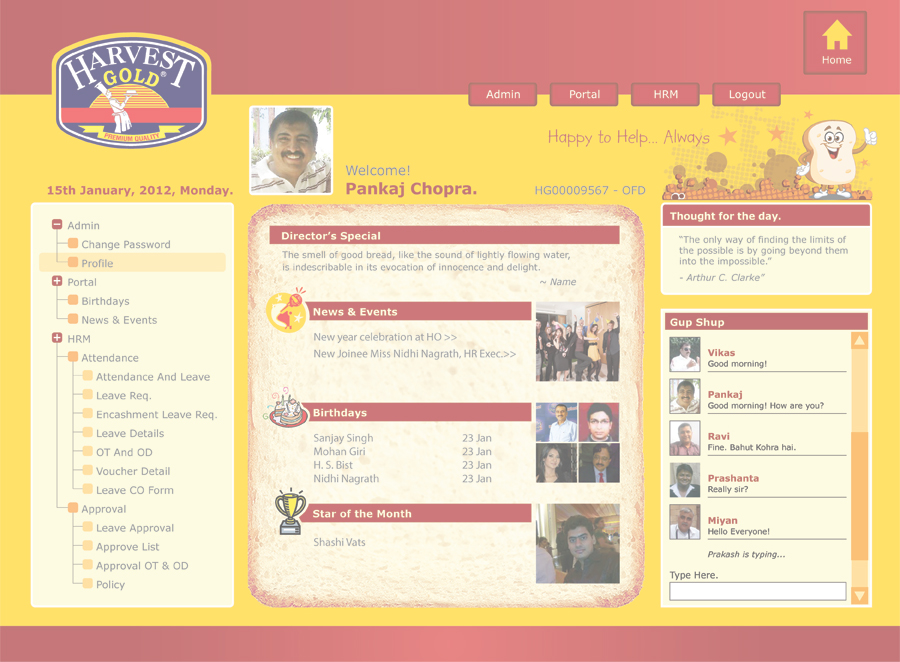 HARVEST
GOLD®
PREMIUM QUALITY
Home
Admin
Portal
HRM
Logout
Happy to Help... Always
15th January, 2012, Monday.
Welcome!
Pankaj Chopra.
HG00009567 - OFD
Admin
Change Password
Profile
Portal
Birthdays
News & Events
HRM
Attendance
Attendance And Leave
Leave Req.
Encashment Leave Req.
Leave Details
OT And OD
Voucher Detail
Leave CO Form
Approval
Leave Approval
Approve List
Approval OT & OD
Policy
Director's Special
The smell of good bread, like the sound of lightly flowing water,
is indescribable in its evocation of innocence and delight.
~ Name
News & Events
New year celebration at HO >>
New Joinee Miss Nidhi Nagrath, HR Exec.>>
Birthdays
Sanjay Singh 23 Jan
Mohan Giri 23 Jan
H. S. Bist 23 Jan
Nidhi Nagrath 23 Jan
Star of the Month
Shashi Vats
Thought for the day.
“The only way of finding the limits of
the possible is by going beyond them
into the impossible.”
- Arthur C. Clarke”
Gup Shup
Vikas
Good morning!
Pankaj
Good morning! How are you?
Ravi
Fine. Bahut Kohra hai.
Prashanta
Really sir?
Miyan
Hello Everyone!
Prakash is typing...
Type Here.